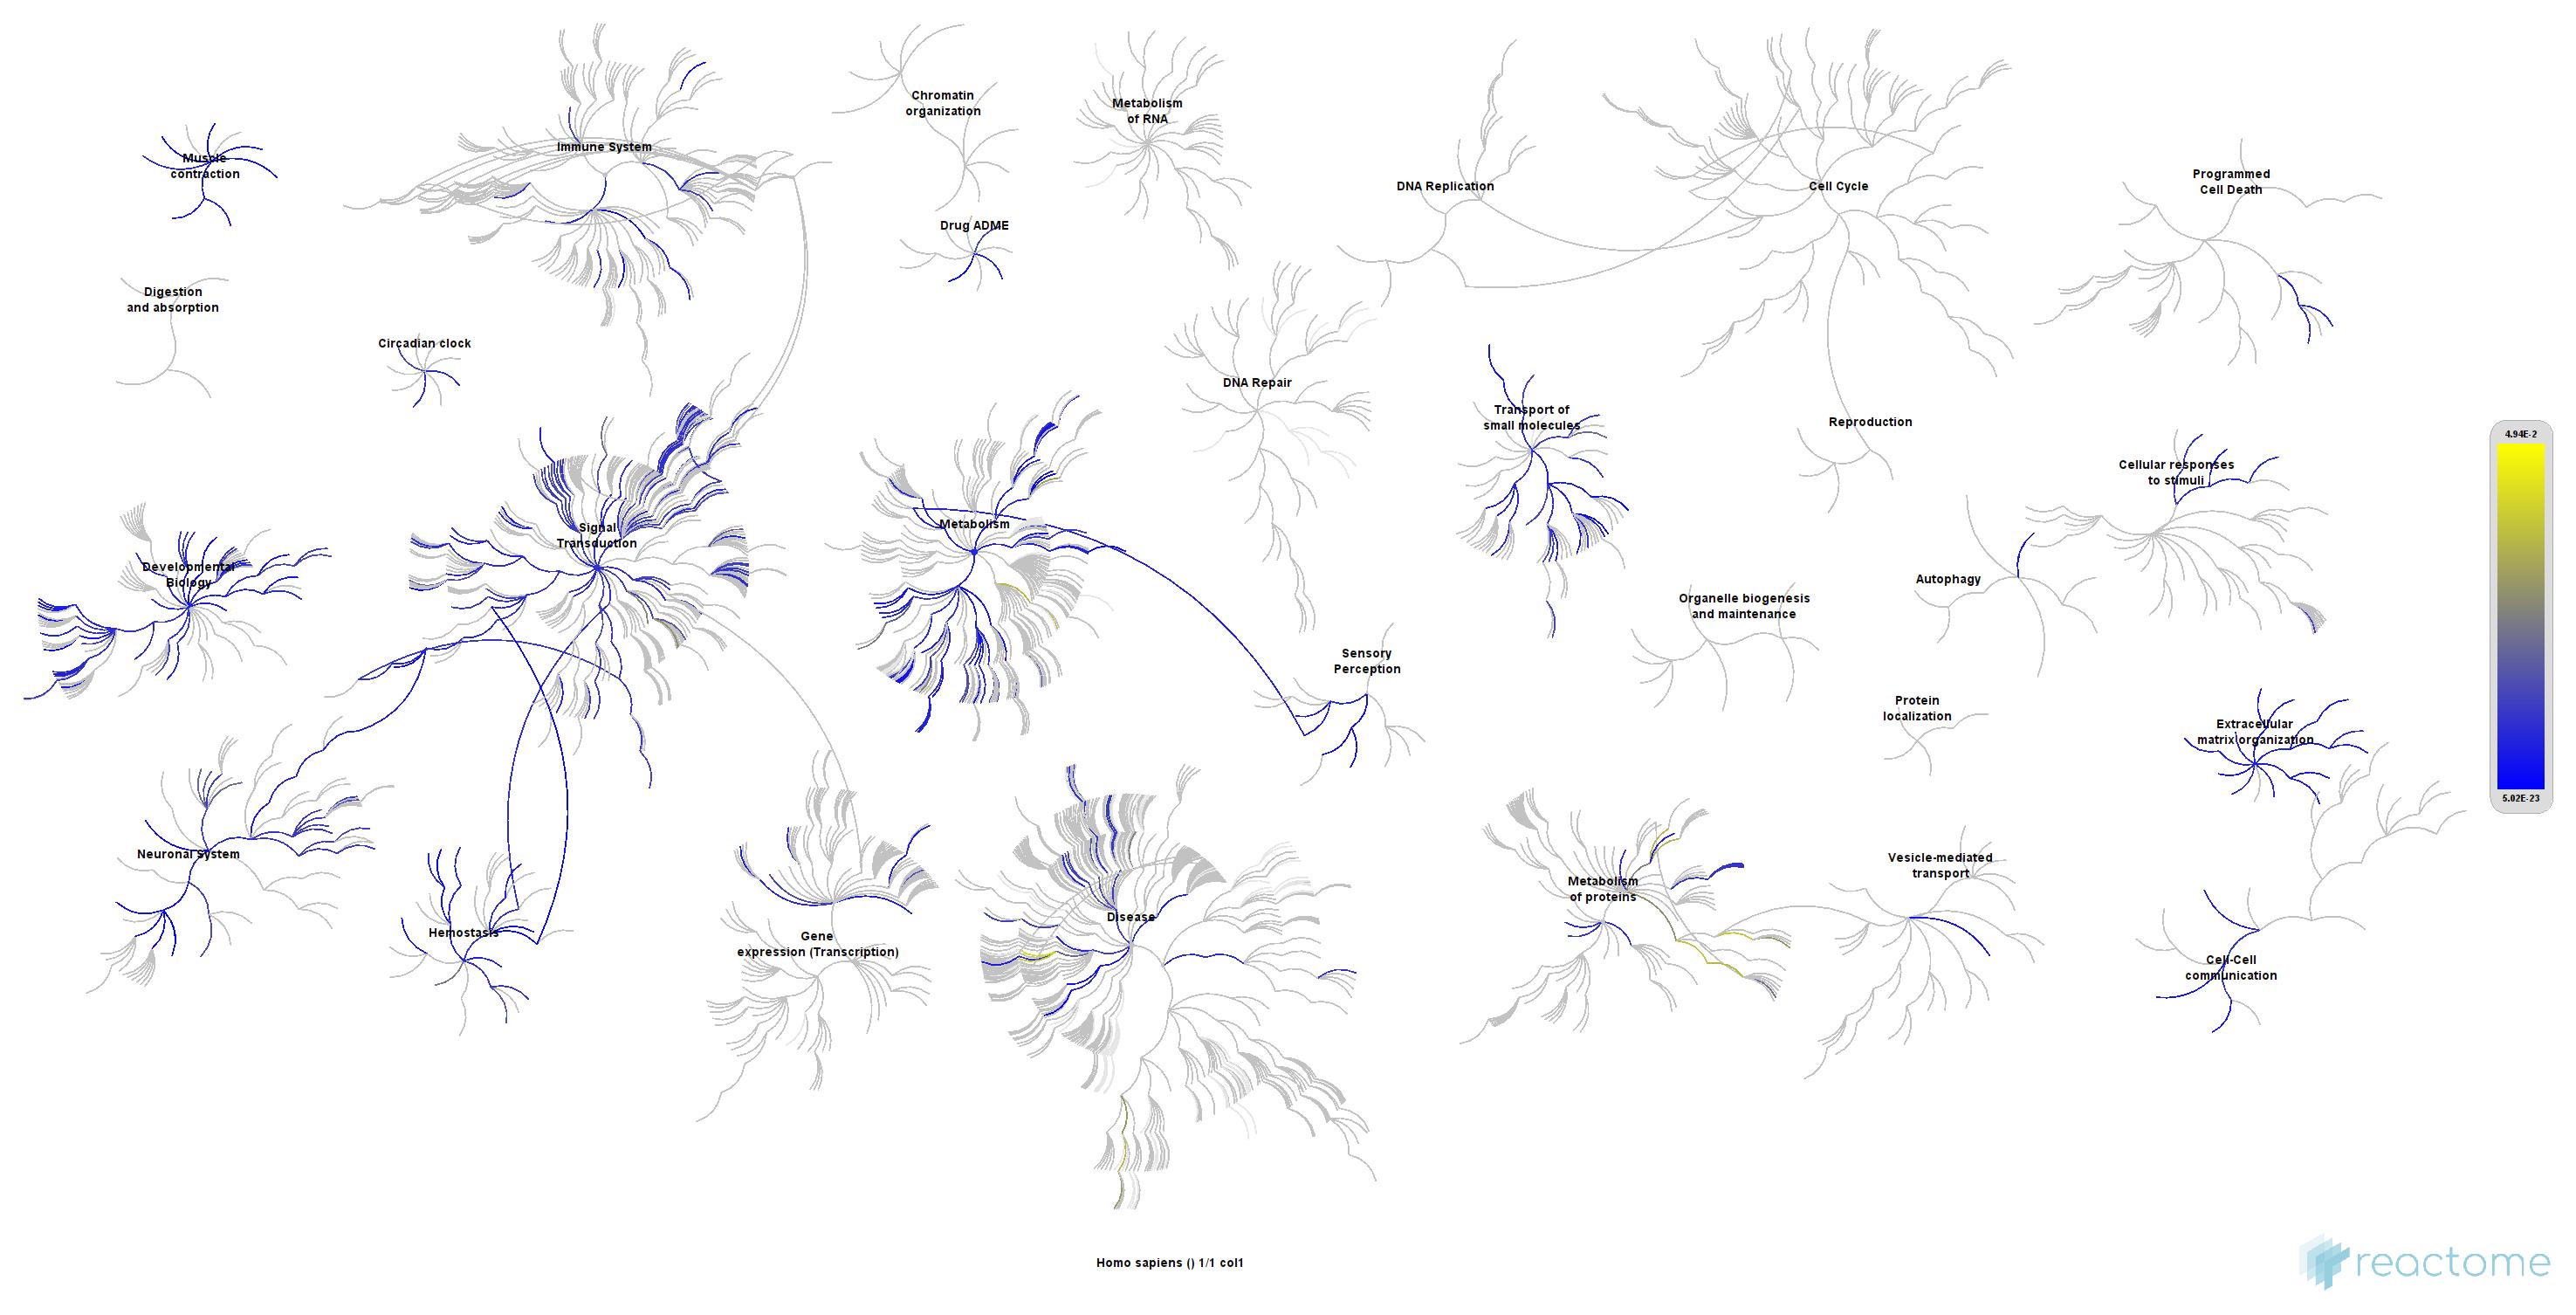 Chromatin
organization
Metabolism
of RNA
Immune System
Muscle
contraction
DNA Replication
Cell Cycle
Programmed
Cell Death
Drug ADME
Digestion
and absorption
Circadian clock
DNA Repair
Transport of
small molecules
Reproduction
4.94E-2
Cellular responses
to stimuli
Signal
Transduction
Metabolism
Developmental
Biology
Autophagy
Organelle biogenesis
and maintenance
Sensory
Perception
Protein
localization
Extracellular
matrix organization
5.02E-23
Neuronal System
Vesicle-mediated
transport
Metabolism
of proteins
Disease
Hemostasis
Gene
expression (Transcription)
Cell-Cell
communication
Homo sapiens () 1/1 col1
reactome